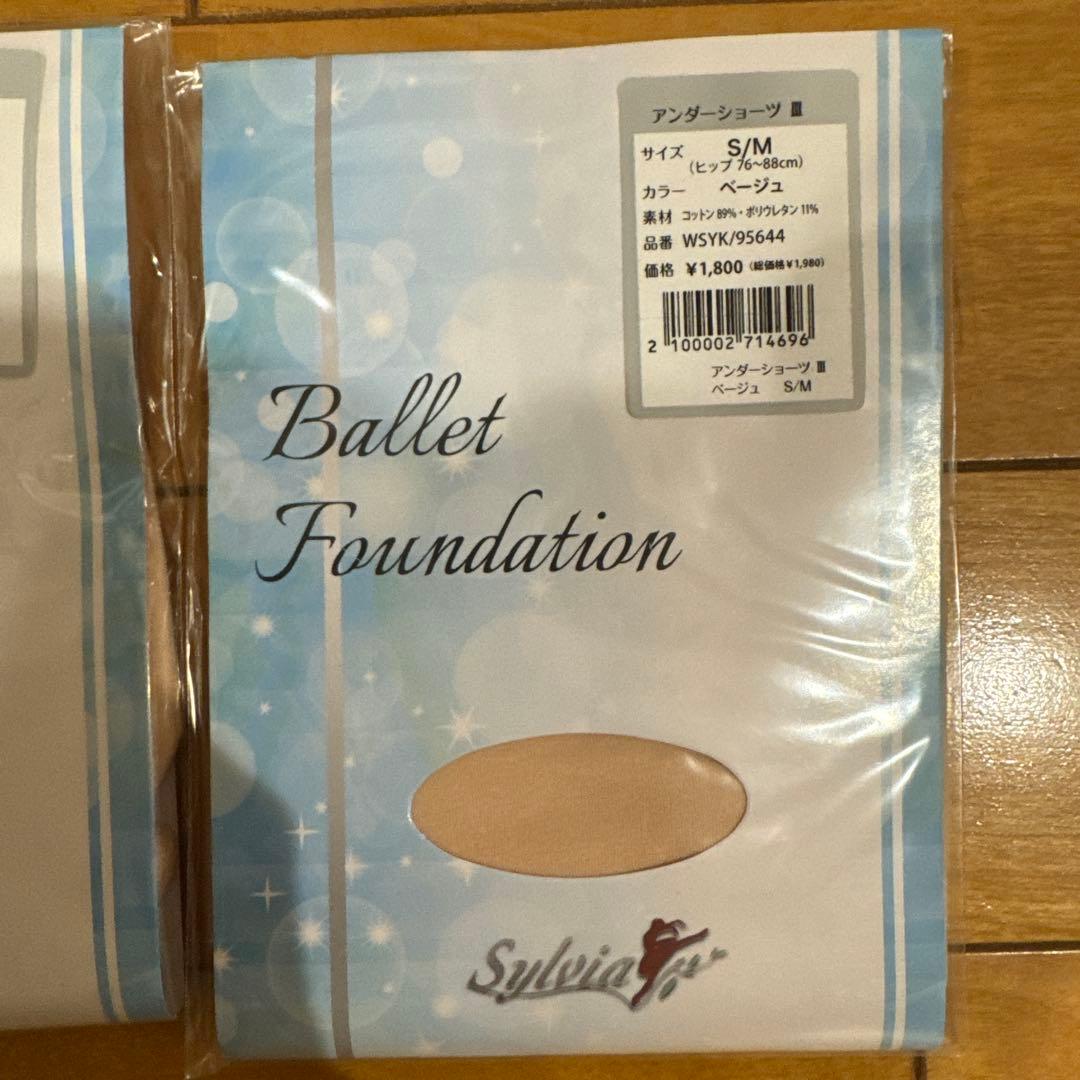 アンダーショーツ Ⅲ
サイズ S/M
(ヒップ 76~88cm)
カラー ベージュ
素材 コットン 89%・ポリウレタン 11%
品番 WSYK/95644
価格 ¥1,800 (総価格¥1,980)
2 100002 714696
アンダーショーツ Ⅲ
ベージュ S/M
Ballet
Foundation
Sylvia